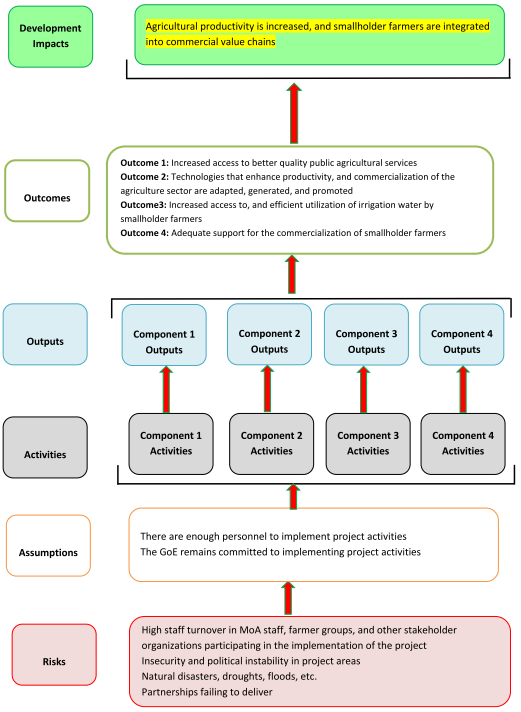 Development
Impacts
Agricultural productivity is increased, and smallholder farmers are integrated
into commercial value chains
Outcomes
Outcome 1: Increased access to better quality public agricultural services
Outcome 2: Technologies that enhance productivity, and commercialization of the
agriculture sector are adapted, generated, and promoted
Outcome3: Increased access to, and efficient utilization of irrigation water by
smallholder farmers
Outcome 4: Adequate support for the commercialization of smallholder farmers
Outputs
Component 1
Outputs
Component 2
Outputs
Component 3
Outputs
Component 4
Outputs
Activities
Component 1
Activities
Component 2
Activities
Component 3
Activities
Component 4
Activities
Assumptions
There are enough personnel to implement project activities
The GoE remains committed to implementing project activities
Risks
High staff turnover in MoA staff, farmer groups, and other stakeholder
organizations participating in the implementation of the project
Insecurity and political instability in project areas
Natural disasters, droughts, floods, etc.
Partnerships failing to deliver